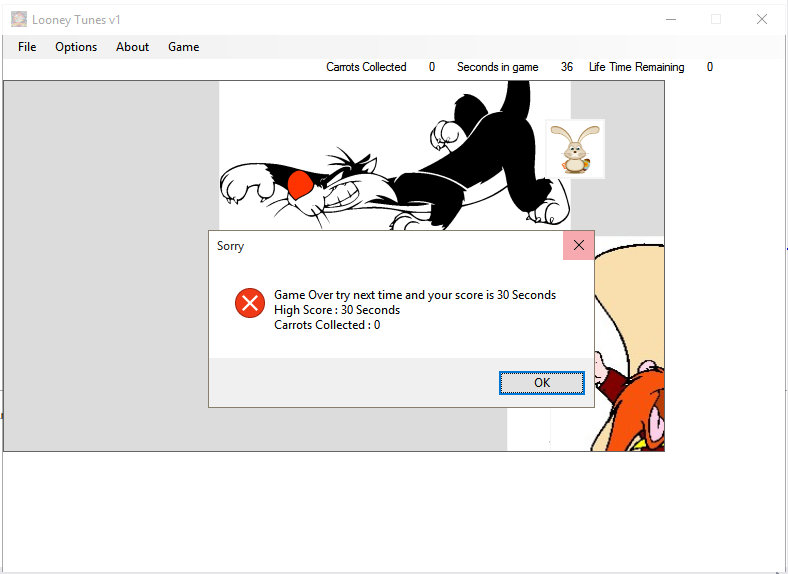 Looney Tunes v1
File Options About Game
Carrots Collected 0 Seconds in game 36 Life Time Remaining 0
Sorry
Game Over try next time and your score is 30 Seconds
High Score : 30 Seconds
Carrots Collected : 0
OK